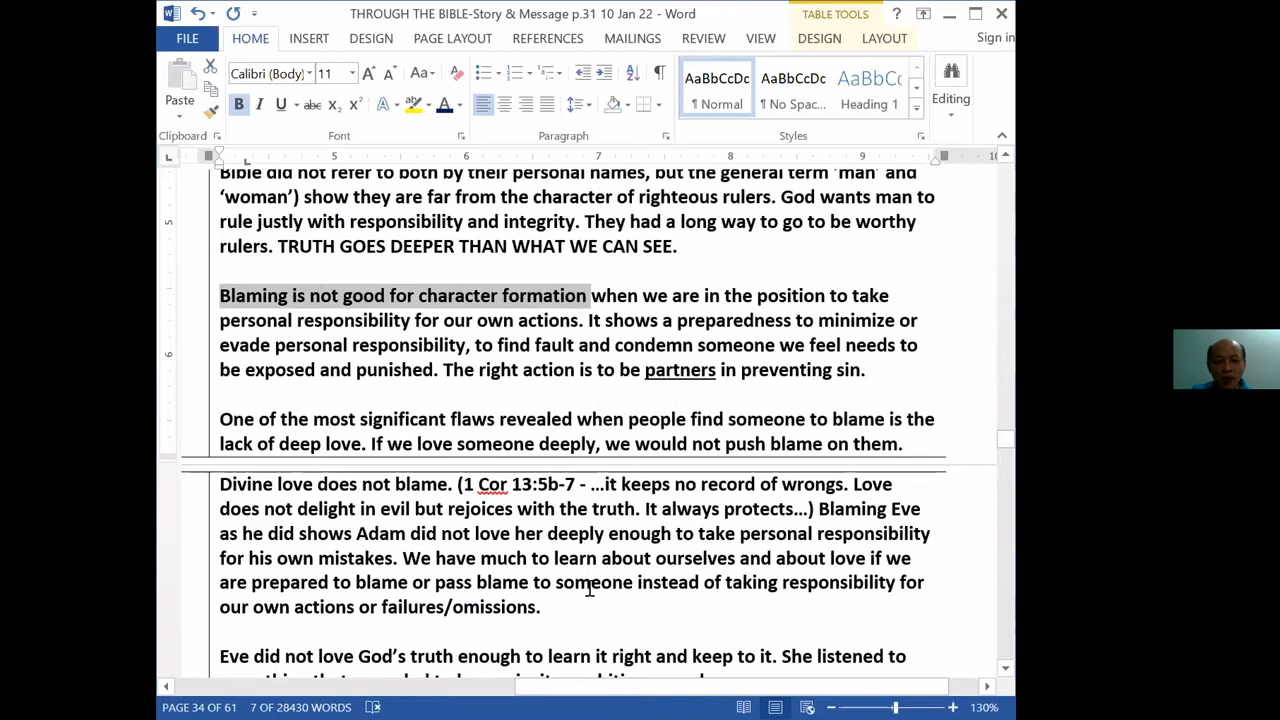 THROUGH THE BIBLE-Story & Message p.31 10 Jan 22 - Word
TABLE TOOLS
FILE
HOME
INSERT
DESIGN
PAGE LAYOUT
REFERENCES
MAILINGS
REVIEW
VIEW
DESIGN
LAYOUT
Sign in
Paste
Calibri (Body)
11
Editing
AaBbCcDc
AaBbCcDc
AaBbCc
¶ Normal
¶ No Spac...
Heading 1
Clipboard
Font
Paragraph
Styles
5 6 7 8 9 10
Bible did not refer to both by their personal names, but the general term ‘man’ and
‘woman’) show they are far from the character of righteous rulers. God wants man to
rule justly with responsibility and integrity. They had a long way to go to be worthy
rulers. TRUTH GOES DEEPER THAN WHAT WE CAN SEE.
Blaming is not good for character formation when we are in the position to take
personal responsibility for our own actions. It shows a preparedness to minimize or
evade personal responsibility, to find fault and condemn someone we feel needs to
be exposed and punished. The right action is to be partners in preventing sin.
One of the most significant flaws revealed when people find someone to blame is the
lack of deep love. If we love someone deeply, we would not push blame on them.
Divine love does not blame. (1 Cor 13:5b-7 - …it keeps no record of wrongs. Love
does not delight in evil but rejoices with the truth. It always protects…) Blaming Eve
as he did shows Adam did not love her deeply enough to take personal responsibility
for his own mistakes. We have much to learn about ourselves and about love if we
are prepared to blame or pass blame to someone instead of taking responsibility for
our own actions or failures/omissions.
Eve did not love God’s truth enough to learn it right and keep to it. She listened to
PAGE 34 OF 61
7 OF 28430 WORDS
130%